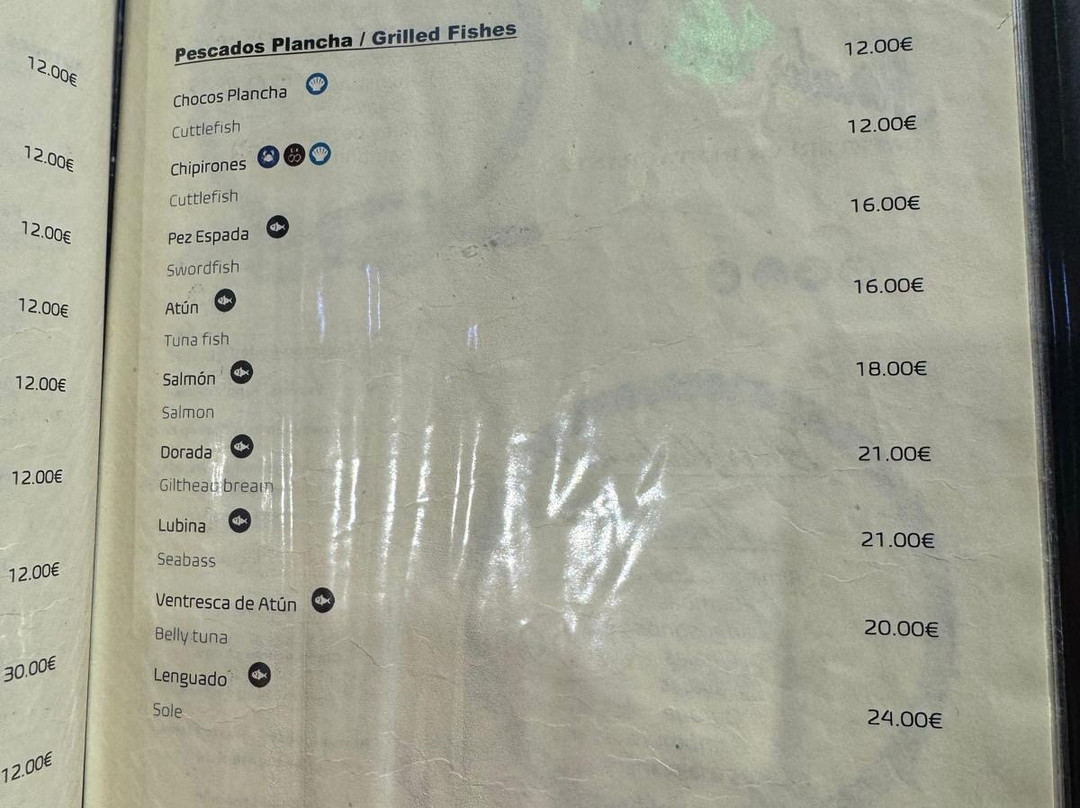 12.00€
12.00€
12.00€
12.00€
12.00€
12.00€
12.00€
30.00€
12.00€
Pescados Plancha / Grilled Fishes
Chocos Plancha 12.00€
Cuttlefish
Chipirones 12.00€
Cuttlefish
Pez Espada 16.00€
Swordfish
Atún 16.00€
Tuna fish
Salmón 18.00€
Salmon
Dorada 21.00€
Gilthead bream
Lubina 21.00€
Seabass
Ventresca de Atún 20.00€
Belly tuna
Lenguado 24.00€
Sole